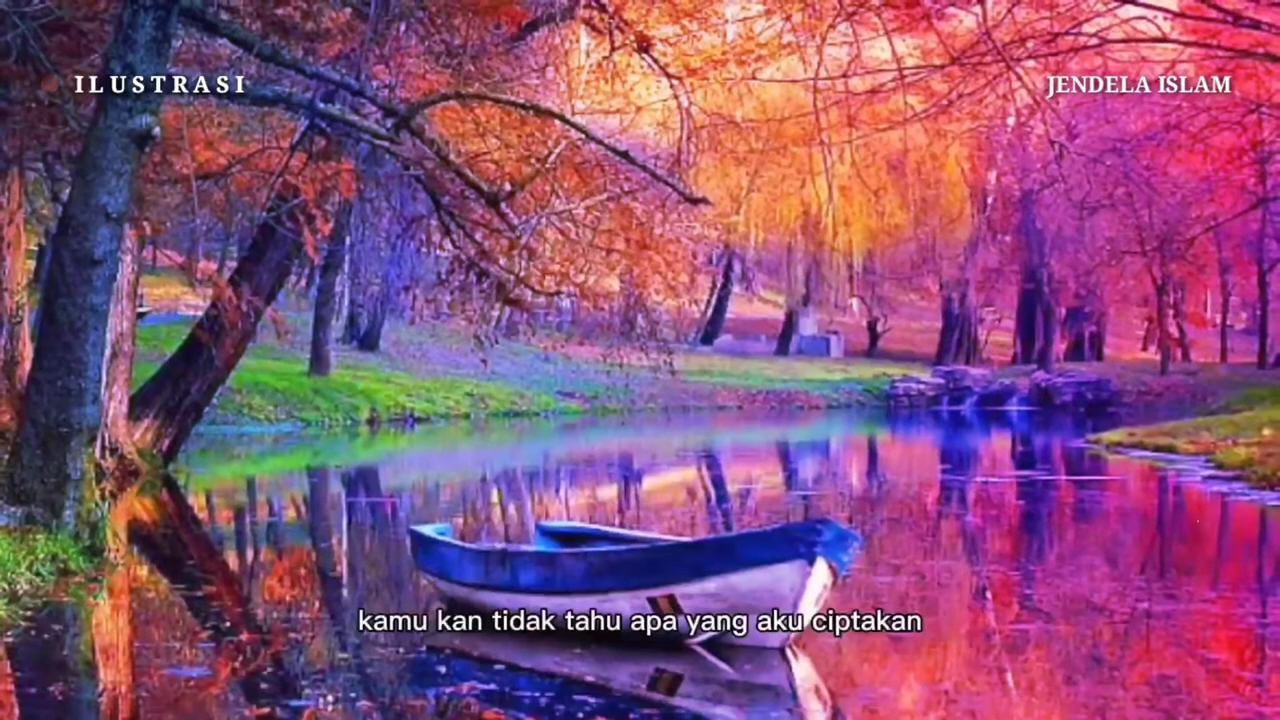 ILUSTRASI
JENDELA ISLAM
kamu kan tidak tahu apa yang aku ciptakan